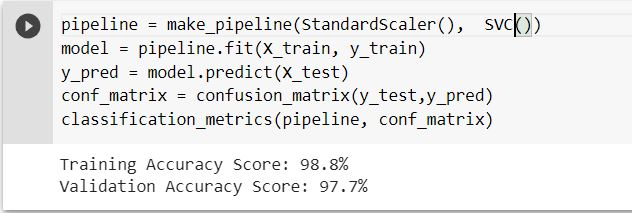 pipeline = make_pipeline(StandardScaler(),  SVC())
model = pipeline.fit(X_train, y_train)
y_pred = model.predict(X_test)
conf_matrix = confusion_matrix(y_test,y_pred)
classification_metrics(pipeline, conf_matrix)
Training Accuracy Score: 98.8%
Validation Accuracy Score: 97.7%